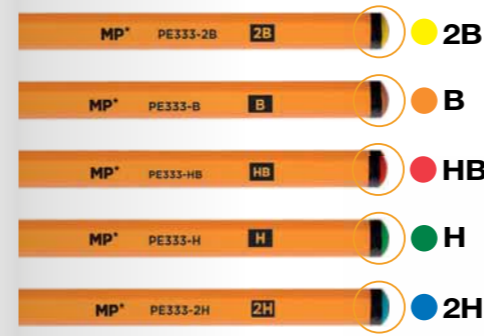 MP* PE333-2B 2B 2B
MP* PE333-B B B
MP* PE333-HB HB HB
MP* PE333-H H H
MP* PE333-2H 2H 2H